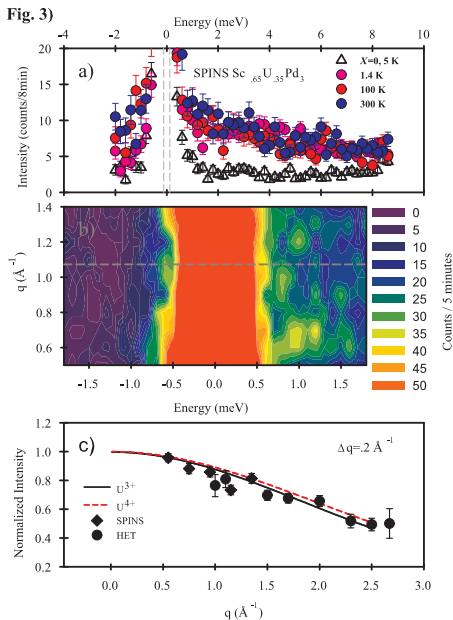 Fig. 3)
Energy (meV)
-4 -2 0 2 4 6 8 10
20
15
10
5
0
Intensity (counts/8min)
a)
SPINS Sc .65U.35Pd3
X=0, 5 K
1.4 K
100 K
300 K
1.4
1.2
1.0
0.8
0.6
q (Å-1)
b)
-1.5 -1.0 -0.5 0.0 0.5 1.0 1.5
Energy (meV)
0
5
10
15
20
25
30
35
40
45
50
Counts / 5 minutes
1.2
1.0
0.8
0.6
0.4
0.2
Normalized Intensity
c)
Δq=.2 Å-1
U3+
U4+
SPINS
HET
0.0 0.5 1.0 1.5 2.0 2.5 3.0
q (Å-1)